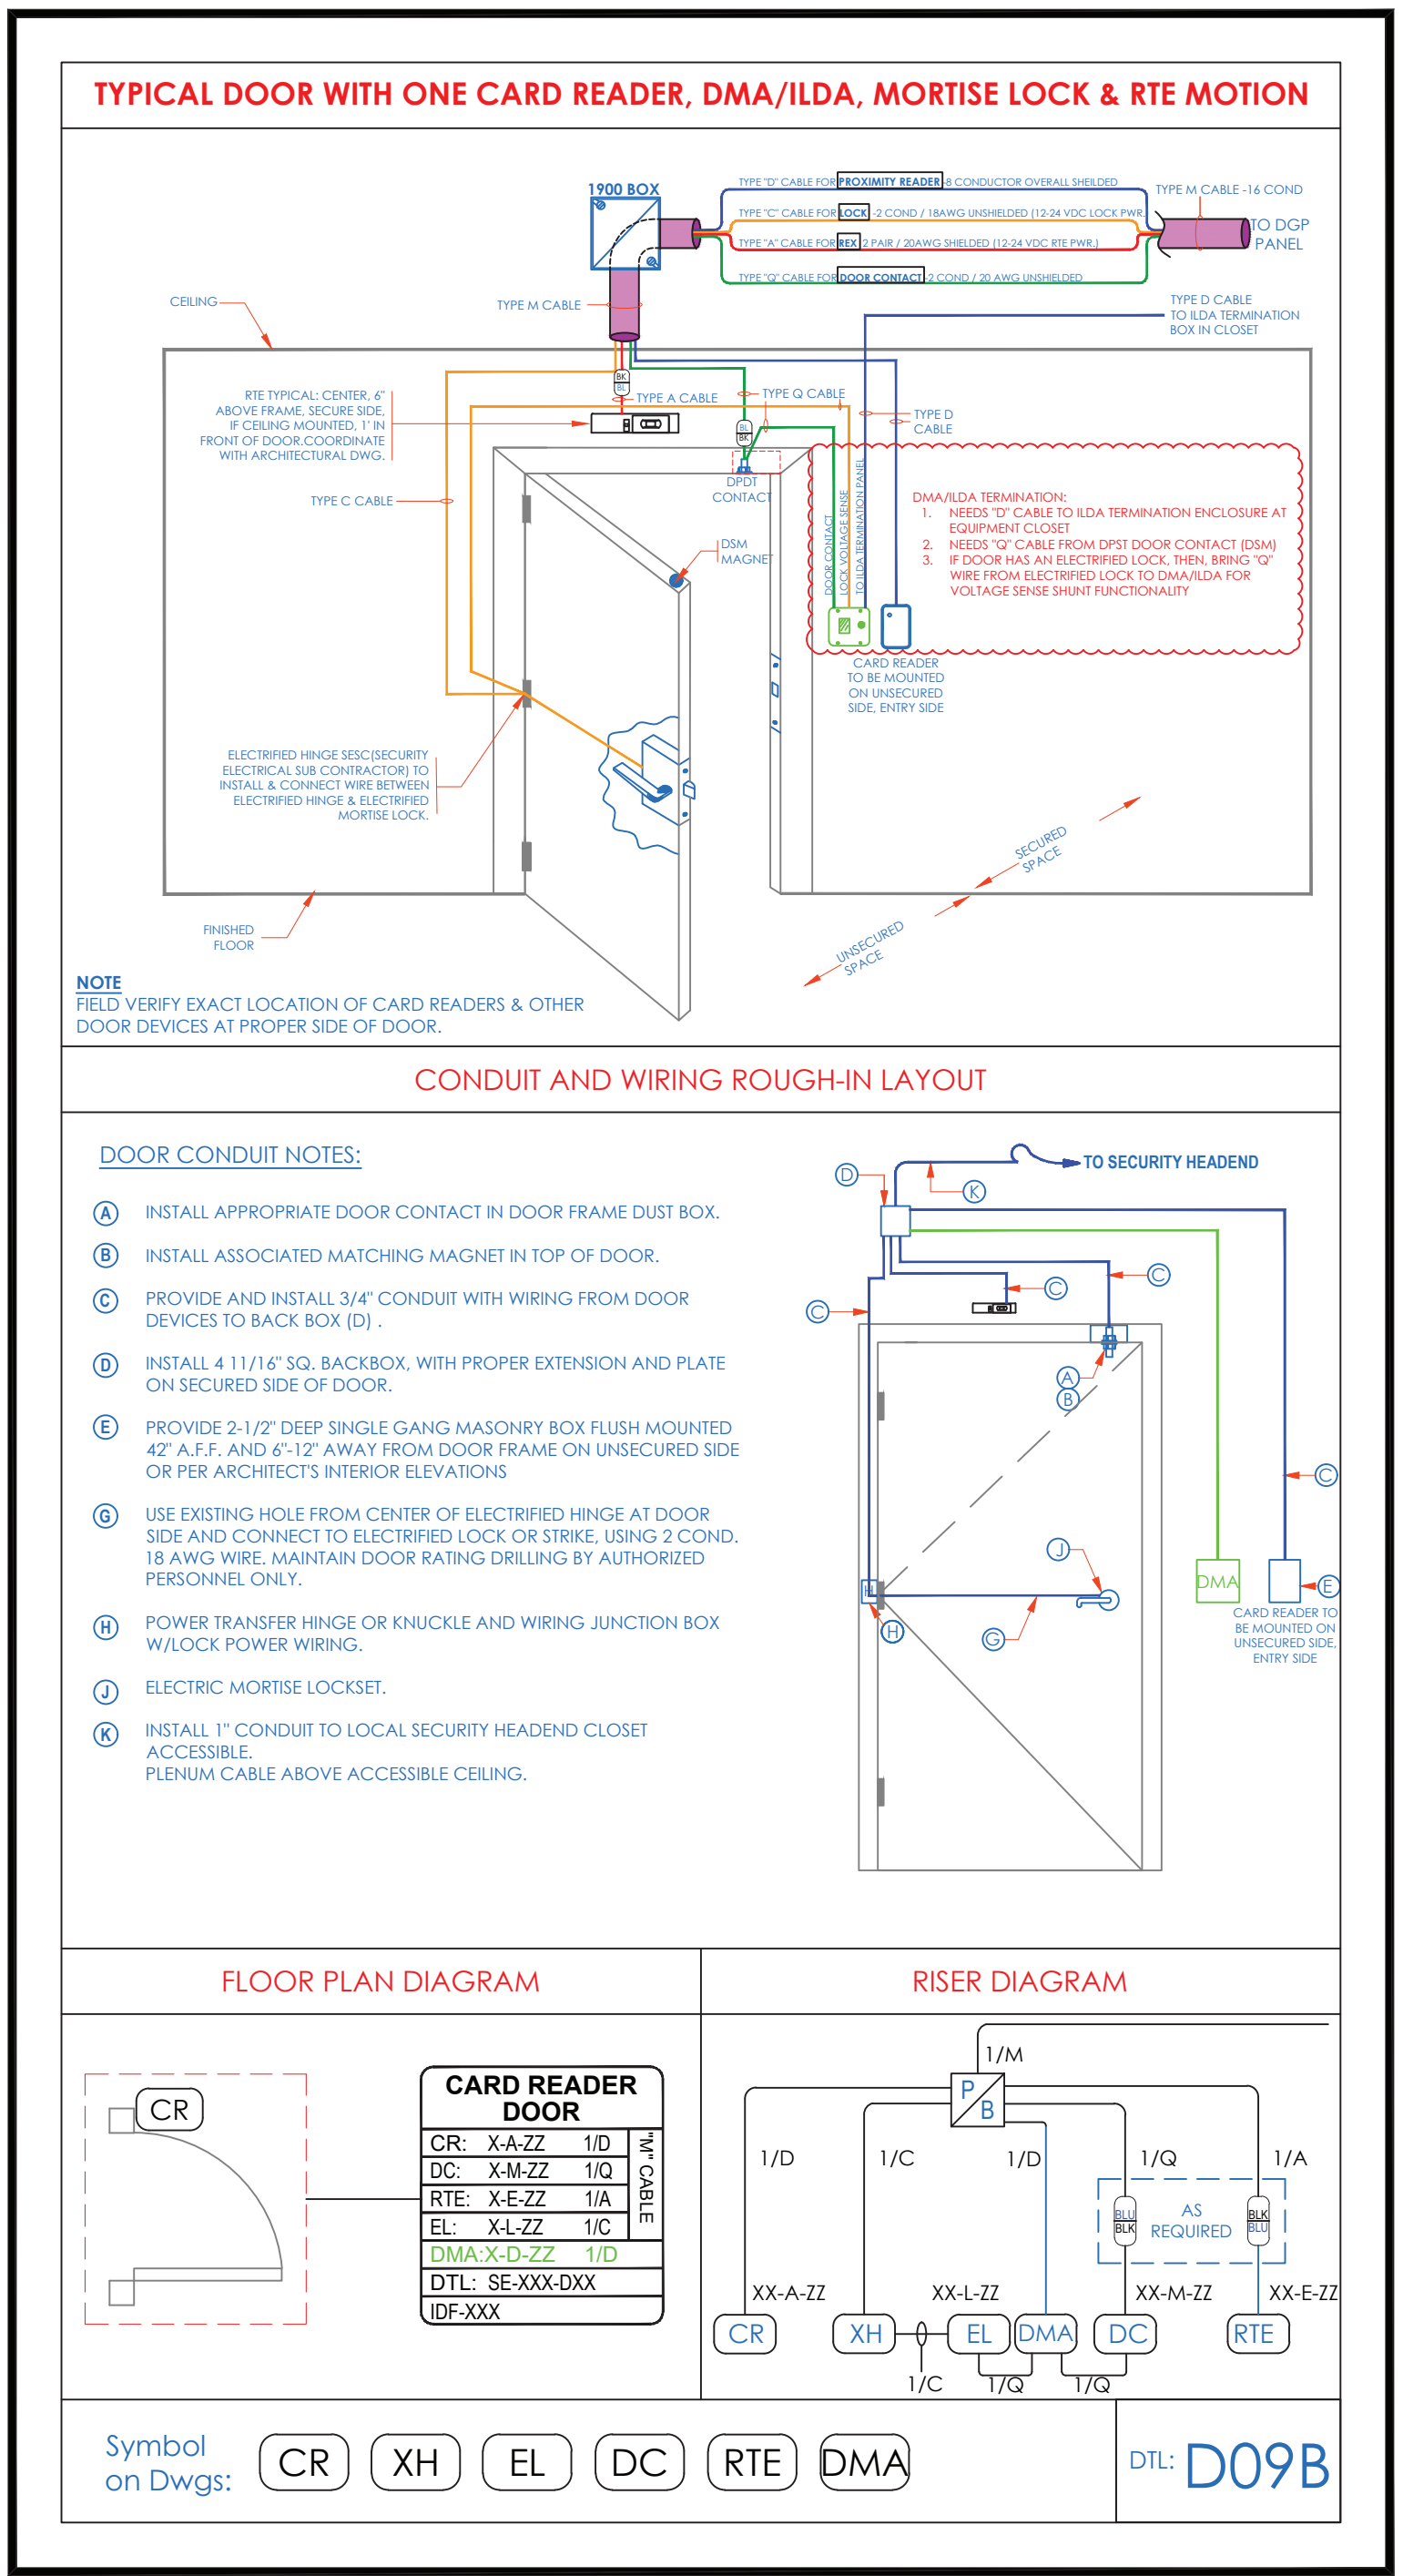 TYPICAL DOOR WITH ONE CARD READER, DMA/ILDA, MORTISE LOCK & RTE MOTION
1900 BOX
TYPE "D" CABLE FOR PROXIMITY READER-8 CONDUCTOR OVERALL SHEILDED
TYPE "C" CABLE FOR LOCK -2 COND / 18AWG UNSHIELDED (12-24 VDC LOCK PWR.
TYPE "A" CABLE FOR REX 2 PAIR / 20AWG SHIELDED (12-24 VDC RTE PWR.)
TYPE "Q" CABLE FOR DOOR CONTACT-2 COND / 20 AWG UNSHIELDED
TYPE M CABLE -16 COND
TO DGP
PANEL
TYPE M CABLE
CEILING
TYPE D CABLE
TO ILDA TERMINATION
BOX IN CLOSET
RTE TYPICAL: CENTER, 6"
ABOVE FRAME, SECURE SIDE,
IF CEILING MOUNTED, 1' IN
FRONT OF DOOR.COORDINATE
WITH ARCHITECTURAL DWG.
BK
BL
TYPE A CABLE
TYPE Q CABLE
TYPE D
CABLE
BL
BK
TYPE C CABLE
DPDT
CONTACT
DSM
MAGNET
DOOR CONTACT
LOCK VOLTAGE SENSE
TO ILDA TERMINATION PANEL
DMA/ILDA TERMINATION:
1. NEEDS "D" CABLE TO ILDA TERMINATION ENCLOSURE AT
EQUIPMENT CLOSET
2. NEEDS "Q" CABLE FROM DPST DOOR CONTACT (DSM)
3. IF DOOR HAS AN ELECTRIFIED LOCK, THEN, BRING "Q"
WIRE FROM ELECTRIFIED LOCK TO DMA/ILDA FOR
VOLTAGE SENSE SHUNT FUNCTIONALITY
CARD READER
TO BE MOUNTED
ON UNSECURED
SIDE, ENTRY SIDE
ELECTRIFIED HINGE SESC(SECURITY
ELECTRICAL SUB CONTRACTOR) TO
INSTALL & CONNECT WIRE BETWEEN
ELECTRIFIED HINGE & ELECTRIFIED
MORTISE LOCK.
SECURED
SPACE
UNSECURED
SPACE
FINISHED
FLOOR
NOTE
FIELD VERIFY EXACT LOCATION OF CARD READERS & OTHER
DOOR DEVICES AT PROPER SIDE OF DOOR.
CONDUIT AND WIRING ROUGH-IN LAYOUT
DOOR CONDUIT NOTES:
A INSTALL APPROPRIATE DOOR CONTACT IN DOOR FRAME DUST BOX.
B INSTALL ASSOCIATED MATCHING MAGNET IN TOP OF DOOR.
C PROVIDE AND INSTALL 3/4" CONDUIT WITH WIRING FROM DOOR
DEVICES TO BACK BOX (D) .
D INSTALL 4 11/16" SQ. BACKBOX, WITH PROPER EXTENSION AND PLATE
ON SECURED SIDE OF DOOR.
E PROVIDE 2-1/2" DEEP SINGLE GANG MASONRY BOX FLUSH MOUNTED
42" A.F.F. AND 6"-12" AWAY FROM DOOR FRAME ON UNSECURED SIDE
OR PER ARCHITECT'S INTERIOR ELEVATIONS
G USE EXISTING HOLE FROM CENTER OF ELECTRIFIED HINGE AT DOOR
SIDE AND CONNECT TO ELECTRIFIED LOCK OR STRIKE, USING 2 COND.
18 AWG WIRE. MAINTAIN DOOR RATING DRILLING BY AUTHORIZED
PERSONNEL ONLY.
H POWER TRANSFER HINGE OR KNUCKLE AND WIRING JUNCTION BOX
W/LOCK POWER WIRING.
J ELECTRIC MORTISE LOCKSET.
K INSTALL 1" CONDUIT TO LOCAL SECURITY HEADEND CLOSET
ACCESSIBLE.
PLENUM CABLE ABOVE ACCESSIBLE CEILING.
TO SECURITY HEADEND
D
K
C
C
C
A
B
C
J
H
H
G
DMA
E
CARD READER TO
BE MOUNTED ON
UNSECURED SIDE,
ENTRY SIDE
FLOOR PLAN DIAGRAM
CR
CARD READER
DOOR
CR: X-A-ZZ 1/D
DC: X-M-ZZ 1/Q
RTE: X-E-ZZ 1/A
EL: X-L-ZZ 1/C
"M" CABLE
DMA:X-D-ZZ 1/D
DTL: SE-XXX-DXX
IDF-XXX
RISER DIAGRAM
1/M
P
B
1/D 1/C 1/D 1/Q 1/A
BLU
BLK
AS
REQUIRED
BLK
BLU
XX-A-ZZ XX-L-ZZ XX-M-ZZ XX-E-ZZ
CR XH EL DMA DC RTE
1/C 1/Q 1/Q
Symbol
on Dwgs:
CR XH EL DC RTE DMA
DTL: D09B